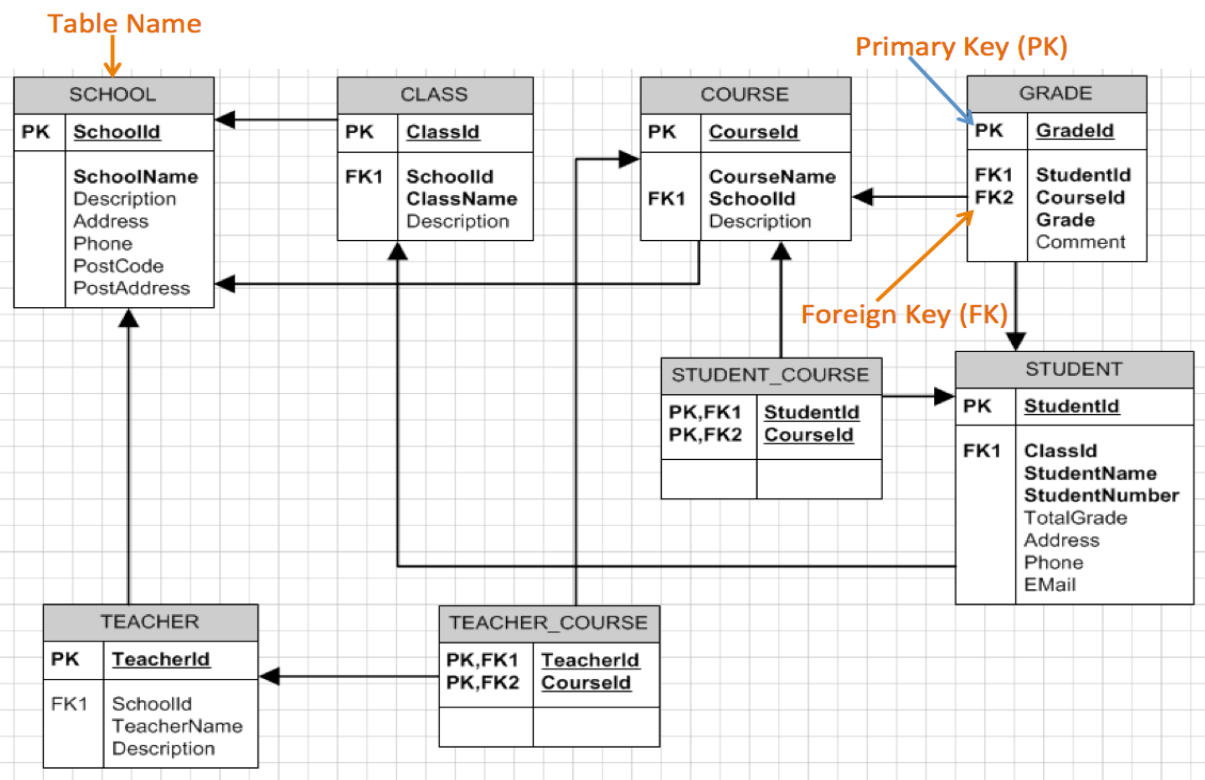 Table Name
Primary Key (PK)
SCHOOL
PK SchoolId
SchoolName
Description
Address
Phone
PostCode
PostAddress
CLASS
PK ClassId
FK1 SchoolId
ClassName
Description
COURSE
PK CourseId
CourseName
FK1 SchoolId
Description
GRADE
PK GradeId
FK1 StudentId
FK2 CourseId
Grade
Comment
Foreign Key (FK)
STUDENT_COURSE
PK,FK1 StudentId
PK,FK2 CourseId
STUDENT
PK StudentId
FK1 ClassId
StudentName
StudentNumber
TotalGrade
Address
Phone
EMail
TEACHER
PK TeacherId
FK1 SchoolId
TeacherName
Description
TEACHER_COURSE
PK,FK1 TeacherId
PK,FK2 CourseId